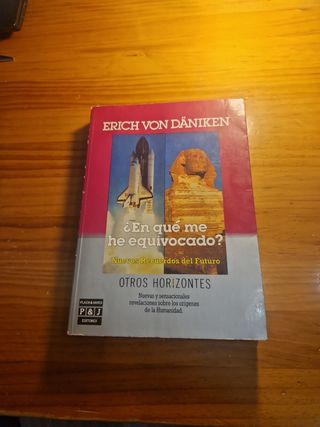 ERICH VON DÄNIKEN
¿En qué me
he equivocado?
Nuevos Recuerdos del Futuro
OTROS HORIZONTES
Nuevas y sensacionales
revelaciones sobre los orígenes
de la Humanidad.
PLAZA & JANES
P & J
EDITORES